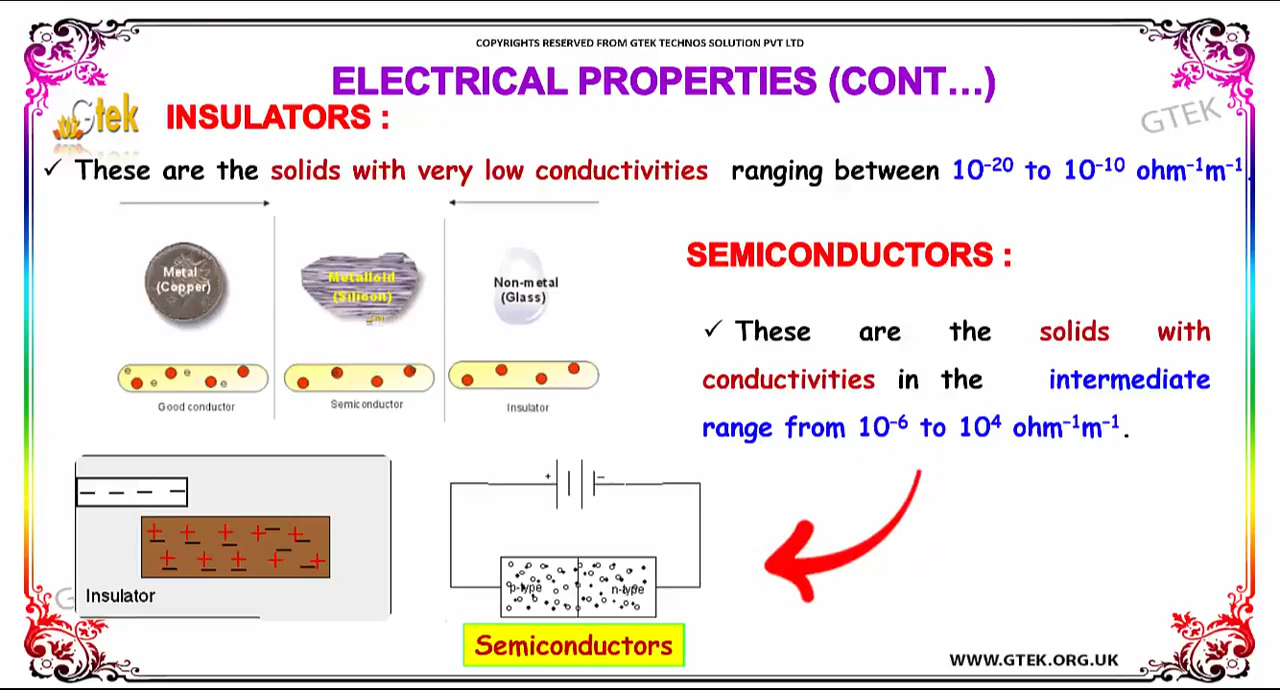 COPYRIGHTS RESERVED FROM GTEK TECHNOS SOLUTION PVT LTD
ELECTRICAL PROPERTIES (CONT...)
Gtek
INSULATORS :
GTEK
✓ These are the solids with very low conductivities ranging between 10⁻²⁰ to 10⁻¹⁰ ohm⁻¹m⁻¹.
Metal
(Copper)
Metalloid
(Silicon)
Non-metal
(Glass)
e e
e e
Good conductor
Semiconductor
Insulator
SEMICONDUCTORS :
✓ These are the solids with
conductivities in the intermediate
range from 10⁻⁶ to 10⁴ ohm⁻¹m⁻¹.
− − − −
+ + + + +
+ + + + +
Insulator
+ −
p-type n-type
Semiconductors
WWW.GTEK.ORG.UK